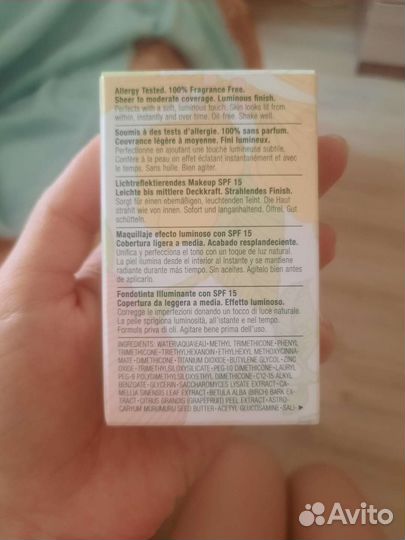 Allergy Tested. 100% Fragrance Free.
Sheer to moderate coverage. Luminous finish.
Perfects with a soft, luminous touch. Skin looks lit from
within, instantly and over time. Oil-free. Shake well.
Soumis à des tests d'allergie. 100% sans parfum.
Couvrance légère à moyenne. Fini lumineux.
Perfectionne en ajoutant une touche lumineuse subtile.
Confère à la peau un effet éclatant instantanément et avec
le temps. Sans huile. Bien agiter.
Lichtreflektierendes Makeup SPF 15
Leichte bis mittlere Deckkraft. Strahlendes Finish.
Sorgt für einen ebenmäßigen, leuchtenden Teint. Die Haut
strahlt wie von innen. Sofort und langanhaltend. Ölfrei. Gut
schütteln.
Maquillaje efecto luminoso con SPF 15
Cobertura ligera a media. Acabado resplandeciente.
Unifica y perfecciona el tono con un toque de luz natural.
La piel ilumina desde el interior al instante y se mantiene
radiante durante más tiempo. Sin aceites. Agítelo bien antes
de aplicarlo.
Fondotinta Illuminante con SPF 15
Copertura da leggera a media. Effetto luminoso.
Corregge le imperfezioni donando un tocco di luce naturale.
La pelle sprigiona luminosità, all'istante e nel tempo.
Formula priva di oli. Agitare bene prima dell'uso.
INGREDIENTS: WATER\AQUA\EAU•METHYL TRIMETHICONE•PHENYL
TRIMETHICONE•TRIETHYLHEXANOIN•ETHYLHEXYL METHOXYCINNA-
MATE•DIMETHICONE•TITANIUM DIOXIDE•BUTYLENE GLYCOL•ZINC
OXIDE•TRIMETHYLSILOXYSILICATE•PEG-10 DIMETHICONE•LAURYL
PEG-9 POLYDIMETHYLSILOXYETHYL DIMETHICONE•C12-15 ALKYL
BENZOATE•GLYCERIN•SACCHAROMYCES LYSATE EXTRACT•CA-
MELLIA SINENSIS LEAF EXTRACT•BETULA ALBA (BIRCH) BARK EX-
TRACT•CITRUS GRANDIS (GRAPEFRUIT) PEEL EXTRACT•ASTRO-
CARYUM MURUMURU SEED BUTTER•ACETYL GLUCOSAMINE•SALI-
Avito